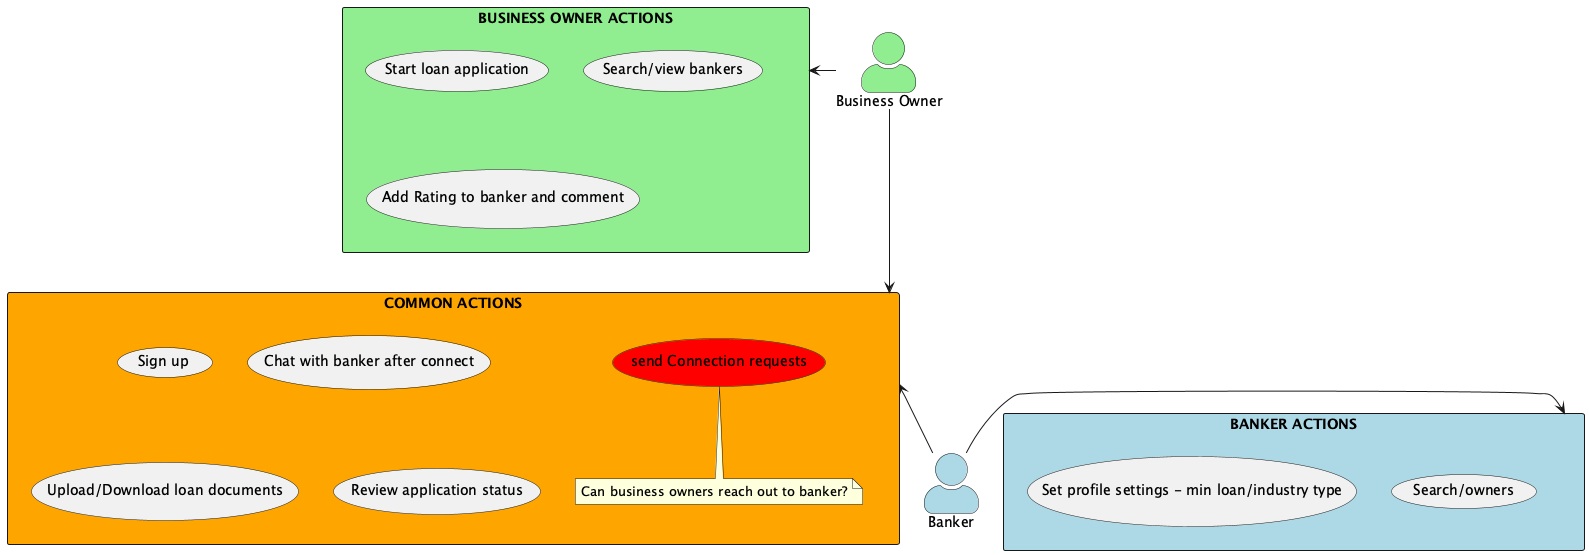 BUSINESS OWNER ACTIONS
Start loan application
Search/view bankers
Business Owner
Add Rating to banker and comment
COMMON ACTIONS
Sign up
Chat with banker after connect
send Connection requests
BANKER ACTIONS
Upload/Download loan documents
Review application status
Can business owners reach out to banker?
Banker
Set profile settings - min loan/industry type
Search/owners